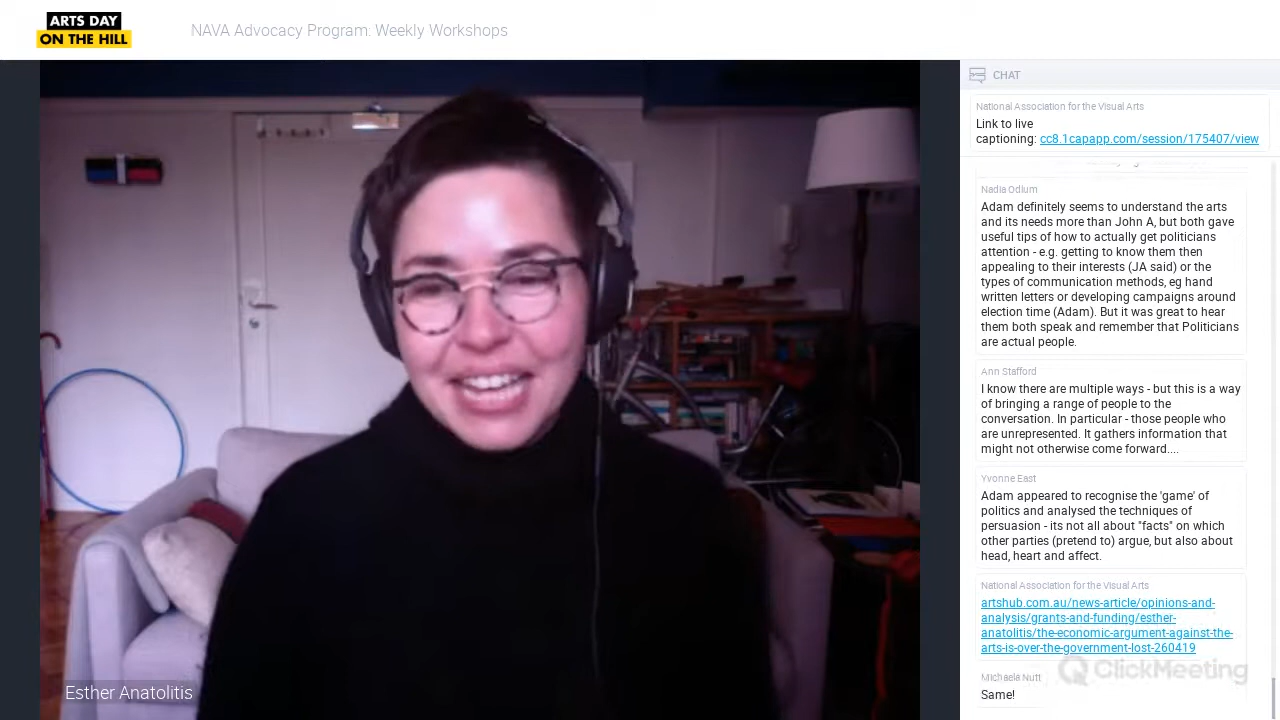 ARTS DAY
ON THE HILL
NAVA Advocacy Program: Weekly Workshops
CHAT
National Association for the Visual Arts
Link to live
captioning: cc8.1capapp.com/session/175407/view
Nadia Odlum
Adam definitely seems to understand the arts
and its needs more than John A, but both gave
useful tips of how to actually get politicians
attention - e.g. getting to know them then
appealing to their interests (JA said) or the
types of communication methods, eg hand
written letters or developing campaigns around
election time (Adam). But it was great to hear
them both speak and remember that Politicians
are actual people.
Ann Stafford
I know there are multiple ways - but this is a way
of bringing a range of people to the
conversation. In particular - those people who
are unrepresented. It gathers information that
might not otherwise come forward....
Yvonne East
Adam appeared to recognise the 'game' of
politics and analysed the techniques of
persuasion - its not all about "facts" on which
other parties (pretend to) argue, but also about
head, heart and affect.
National Association for the Visual Arts
artshub.com.au/news-article/opinions-and-
analysis/grants-and-funding/esther-
anatolitis/the-economic-argument-against-the-
arts-is-over-the-government-lost-260419
Michaela Nutt
Same!
ClickMeeting
Esther Anatolitis